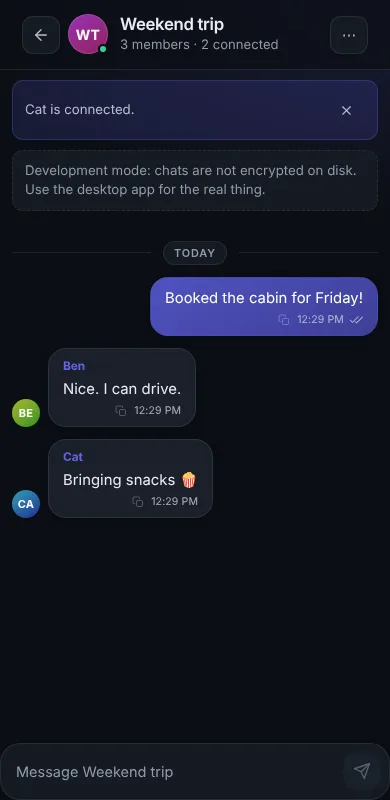 WT
Weekend trip
3 members · 2 connected
Cat is connected.
Development mode: chats are not encrypted on disk.
Use the desktop app for the real thing.
TODAY
Booked the cabin for Friday!
12:29 PM
Ben
Nice. I can drive.
BE
12:29 PM
Cat
Bringing snacks 🍿
CA
12:29 PM
Message Weekend trip